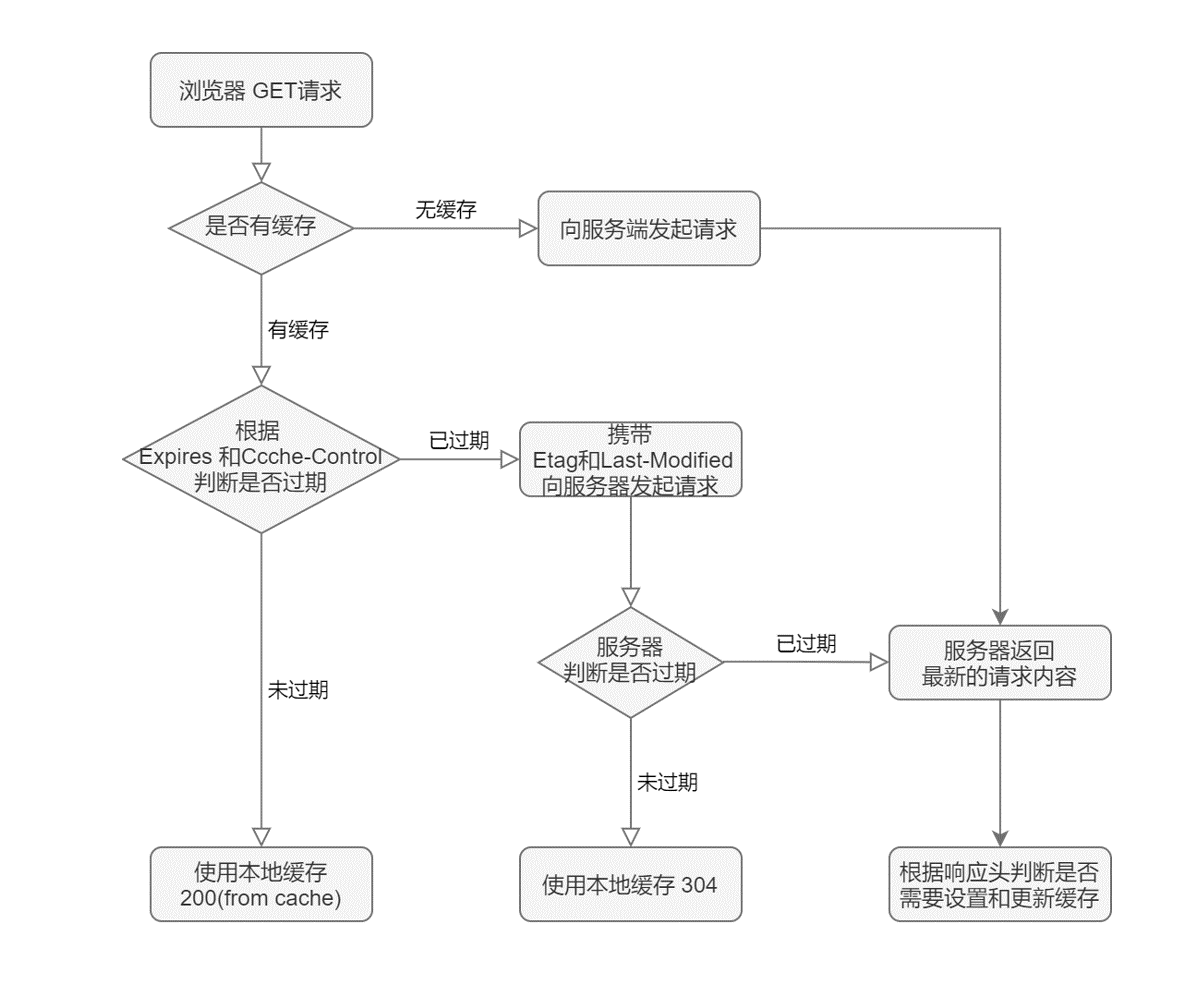 浏览器 GET请求
是否有缓存
无缓存
向服务端发起请求
有缓存
根据
Expires 和Ccche-Control
判断是否过期
已过期
携带
Etag和Last-Modified
向服务器发起请求
服务器
判断是否过期
已过期
服务器返回
最新的请求内容
未过期
未过期
使用本地缓存
200(from cache)
使用本地缓存 304
根据响应头判断是否
需要设置和更新缓存